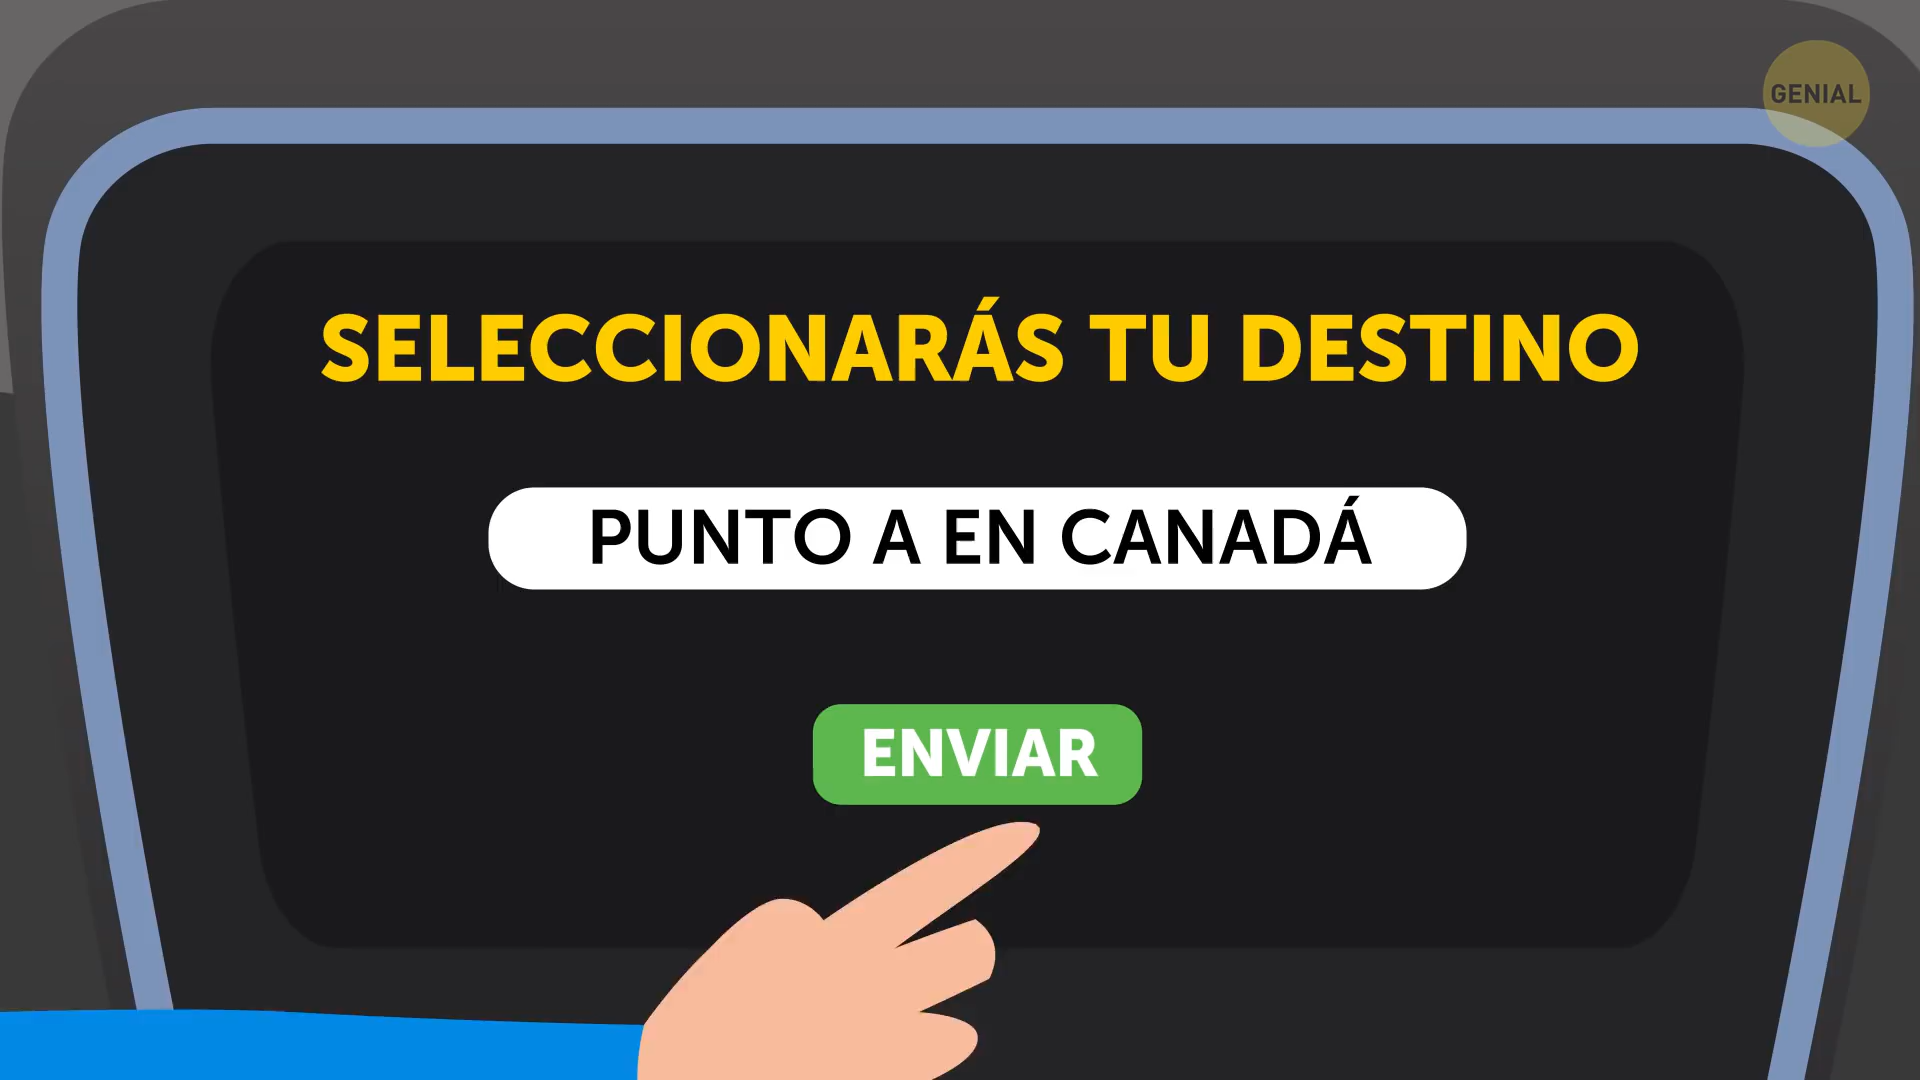 GENIAL
SELECCIONARÁS TU DESTINO
PUNTO A EN CANADÁ
ENVIAR